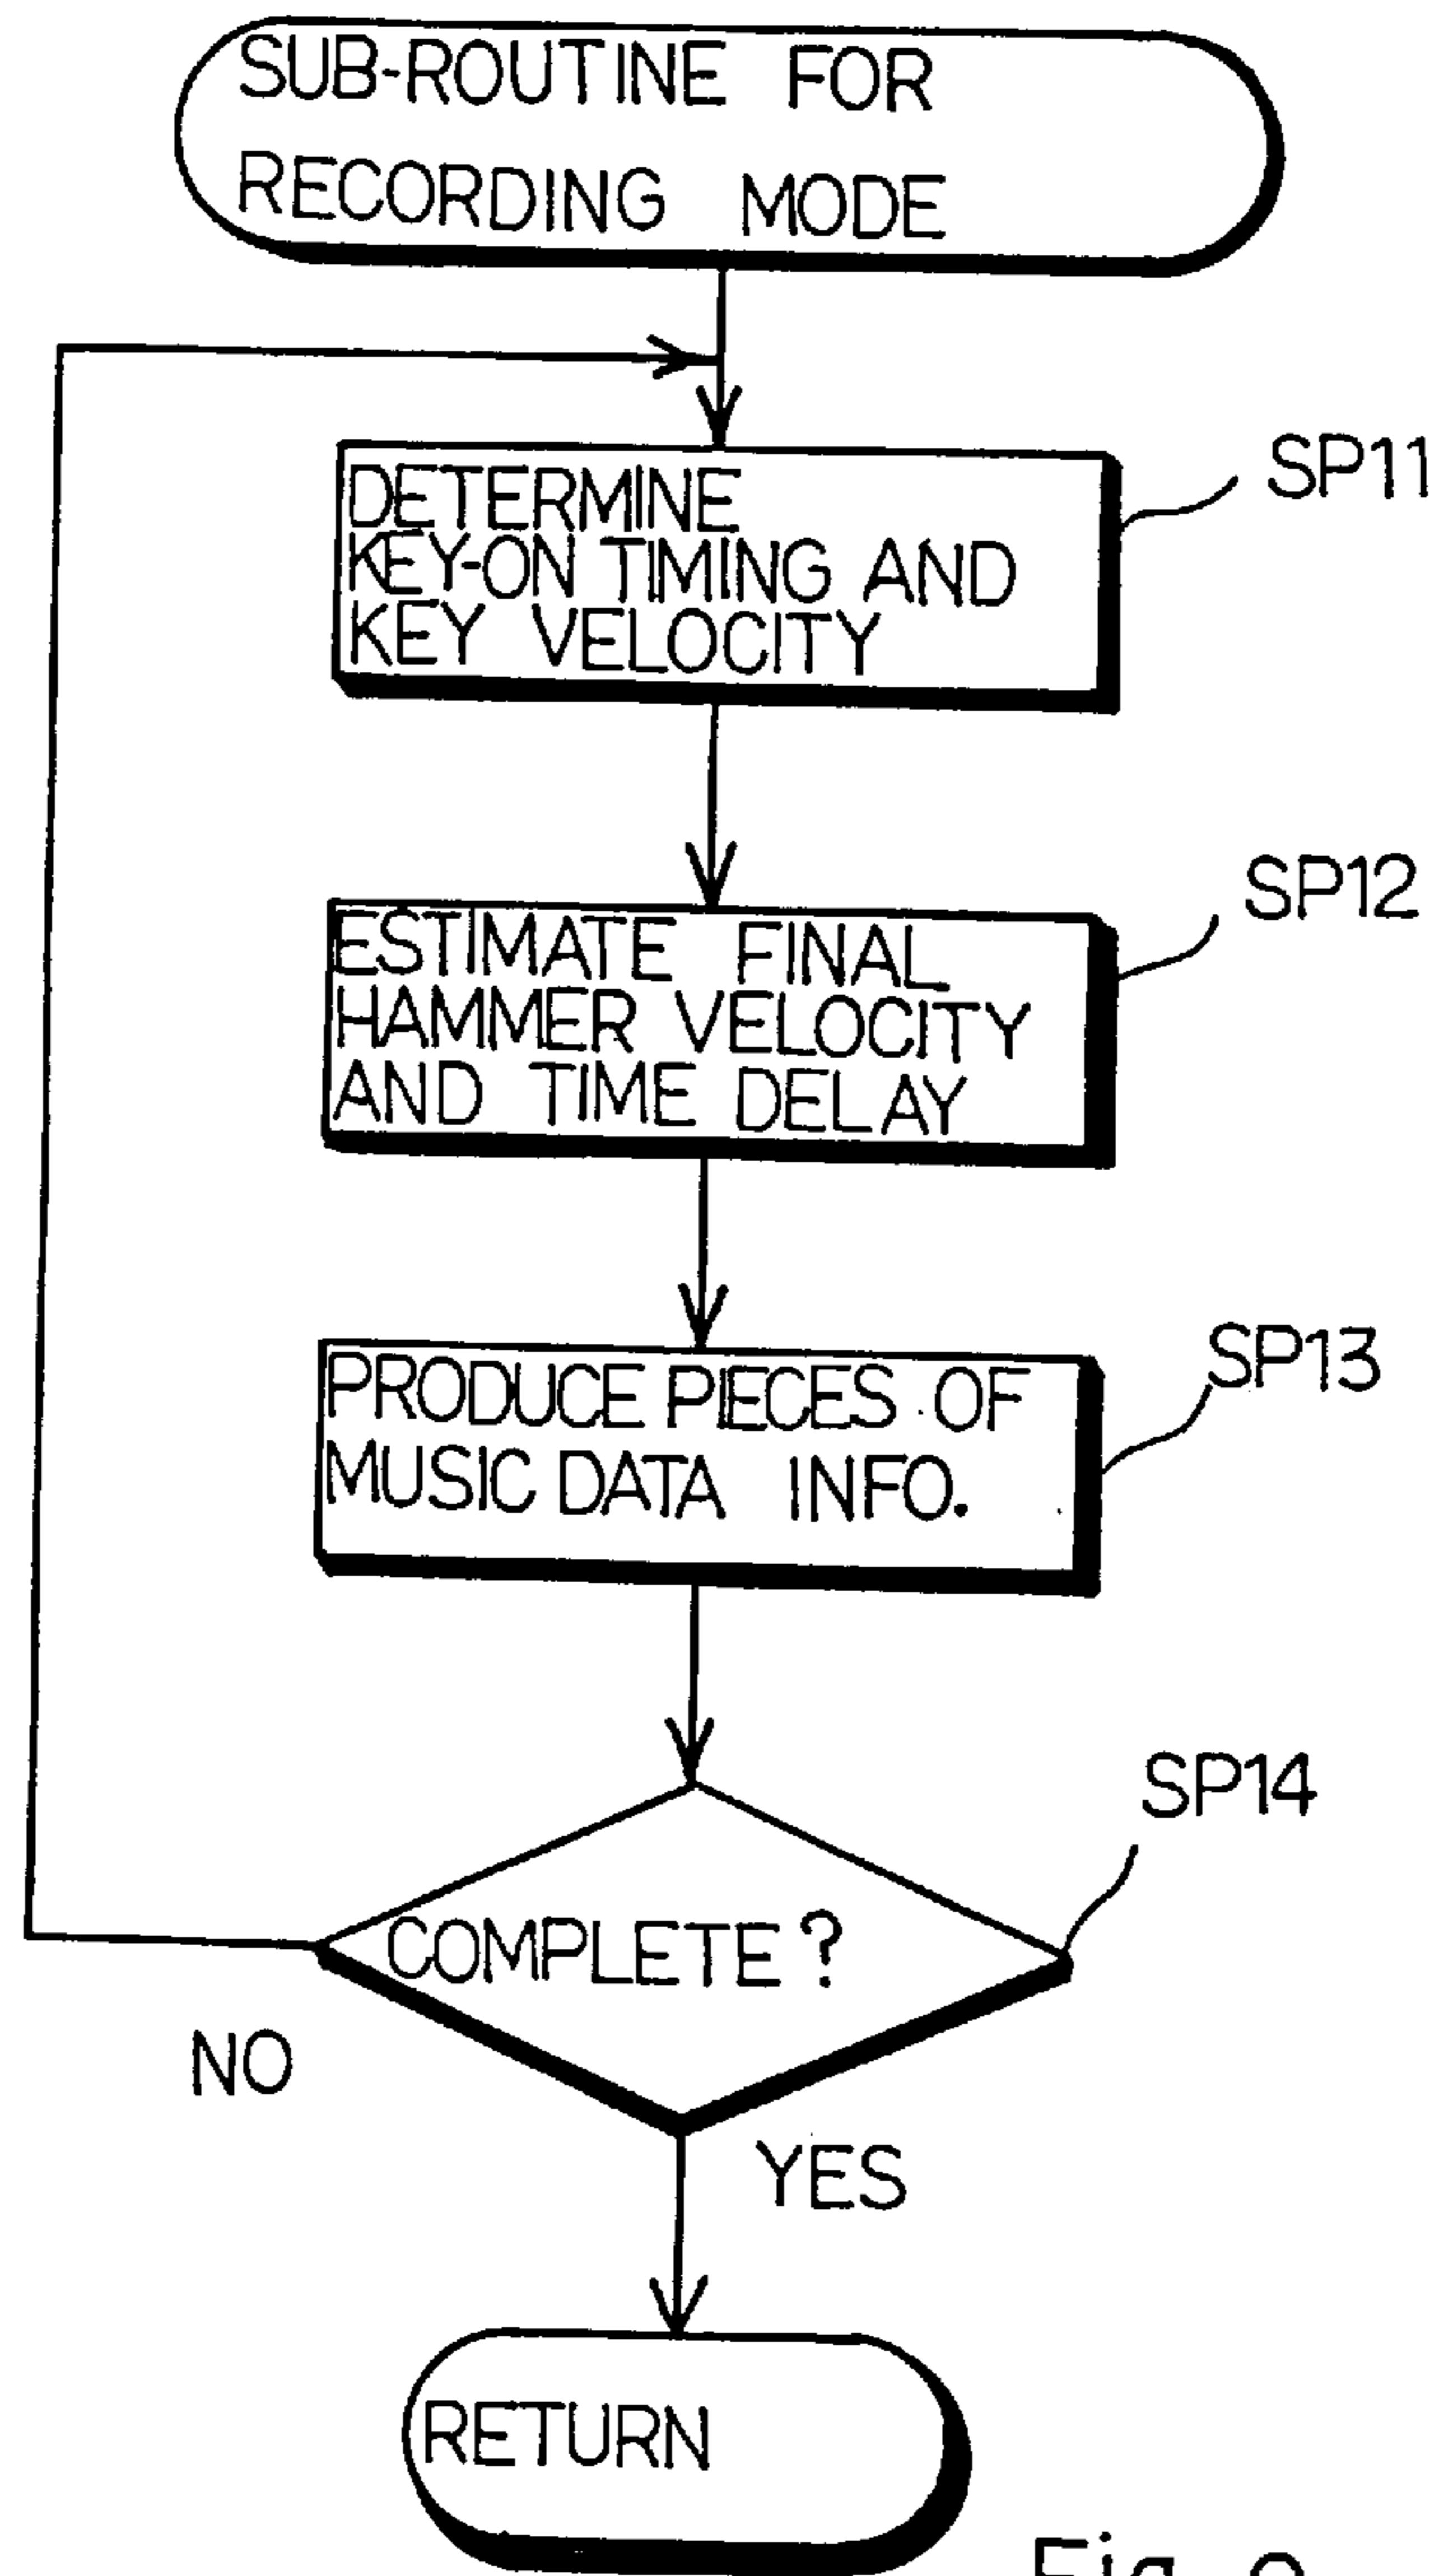 SUB-ROUTINE FOR
RECORDING MODE
SP11
DETERMINE
KEY-ON TIMING AND
KEY VELOCITY
SP12
ESTIMATE FINAL
HAMMER VELOCITY
AND TIME DELAY
SP13
PRODUCE PIECES OF
MUSIC DATA INFO.
SP14
COMPLETE?
NO
YES
RETURN
Fig.